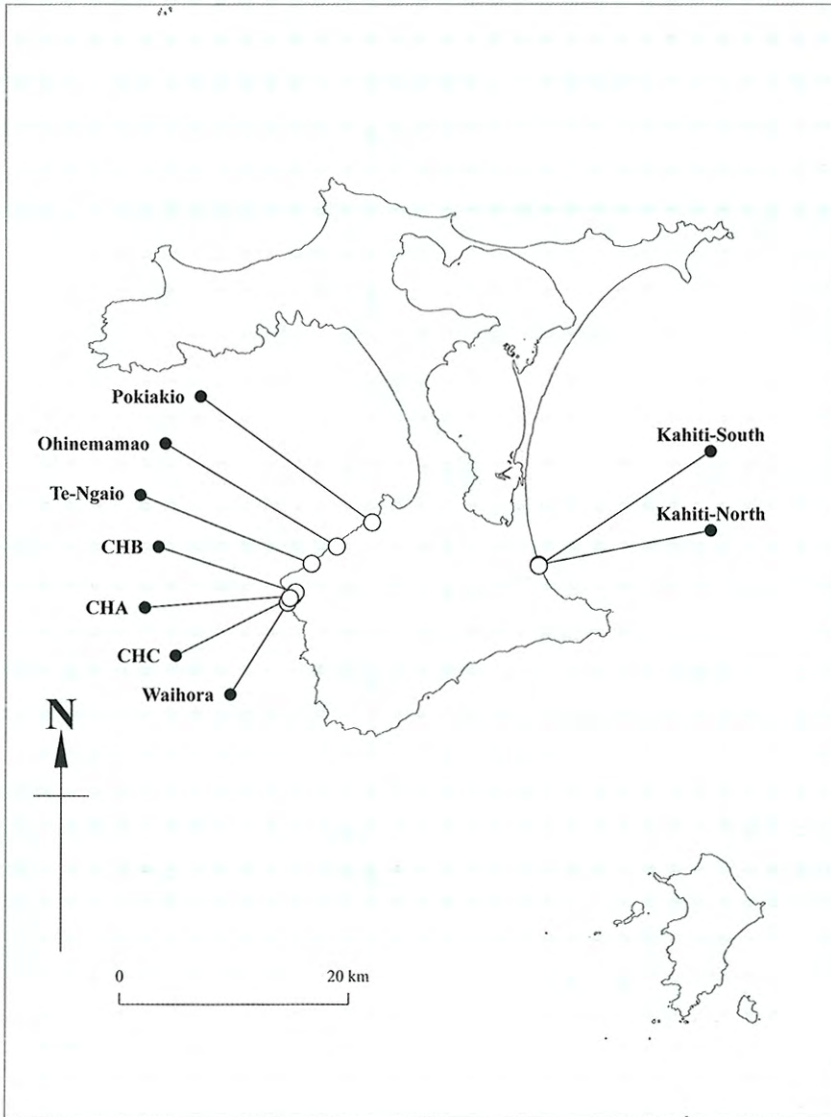 Pokiakio
Ohinemamao
Te-Ngaio
CHB
CHA
CHC
Waihora
Kahiti-South
Kahiti-North
N
0 20 km